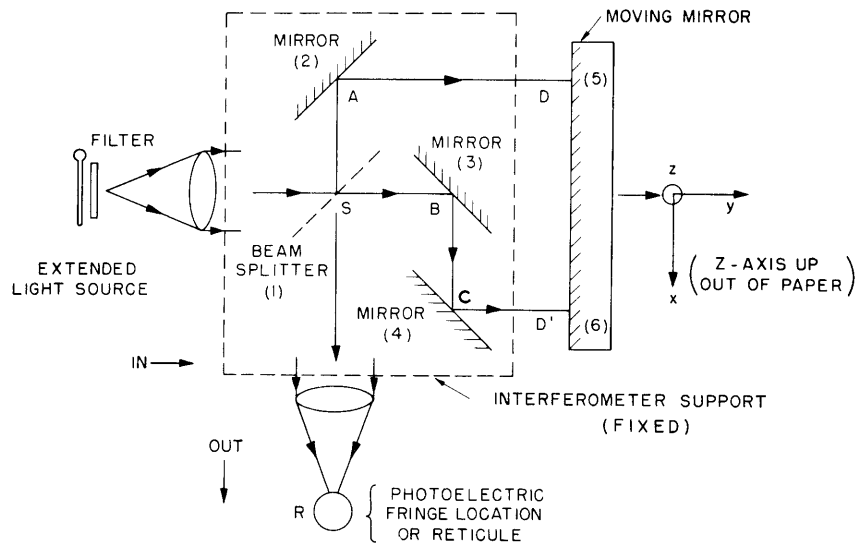 MOVING MIRROR
MIRROR
(2)
(5)
A
D
FILTER
MIRROR
(3)
z
S
B
y
BEAM
SPLITTER
(1)
EXTENDED
LIGHT SOURCE
C
MIRROR
(4)
D'
(6)
x
(Z-AXIS UP
OUT OF PAPER)
IN
INTERFEROMETER SUPPORT
(FIXED)
OUT
R
PHOTOELECTRIC
FRINGE LOCATION
OR RETICULE